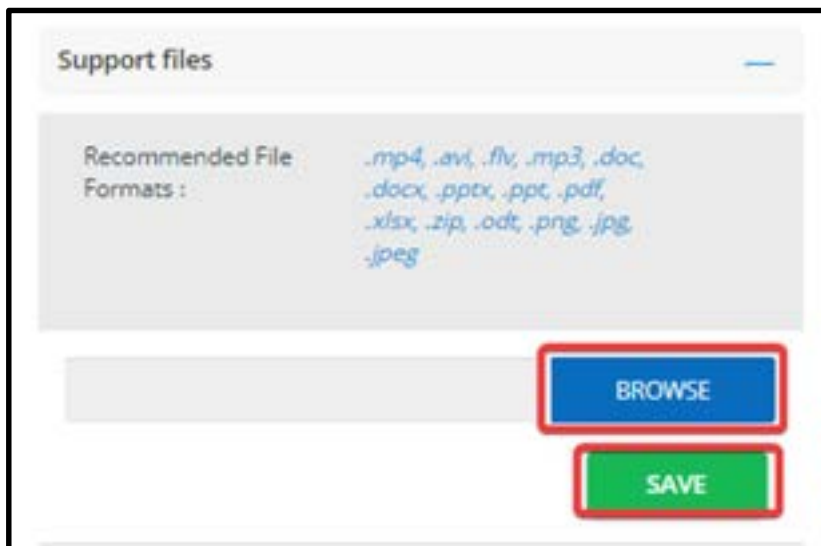 Support files
Recommended File
Formats :
.mp4, .avi, .flv, .mp3, .doc,
.docx, .pptx, .ppt, .pdf,
.xlsx, .zip, .odt, .png, .jpg,
.jpeg
BROWSE
SAVE